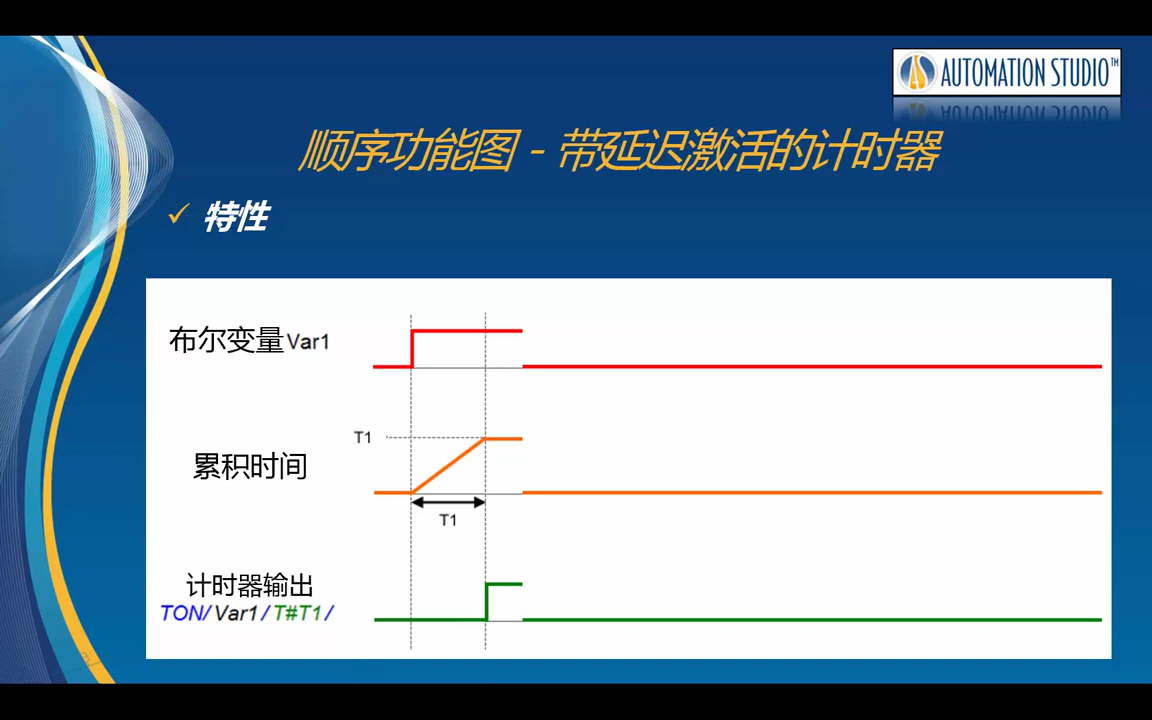 AUTOMATION STUDIO™
顺序功能图 - 带延迟激活的计时器
✓ 特性
布尔变量Var1
T1
累积时间
T1
计时器输出
TON/Var1/T#T1/